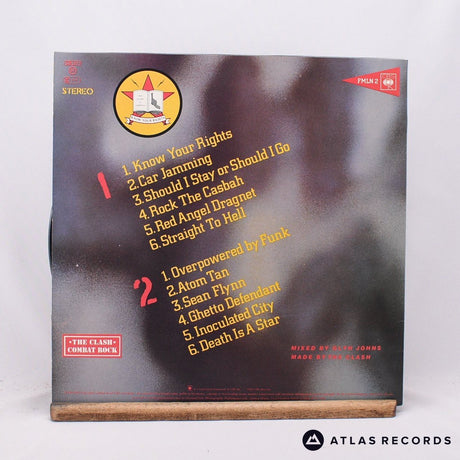 STEREO
FMLN 2
1
1. Know Your Rights
2. Car Jamming
3. Should I Stay or Should I Go
4. Rock The Casbah
5. Red Angel Dragnet
6. Straight To Hell
2
1. Overpowered by Funk
2. Atom Tan
3. Sean Flynn
4. Ghetto Defendant
5. Inoculated City
6. Death Is A Star
• THE CLASH •
COMBAT ROCK
MIXED BY GLYN JOHNS
MADE BY THE CLASH
ATLAS RECORDS